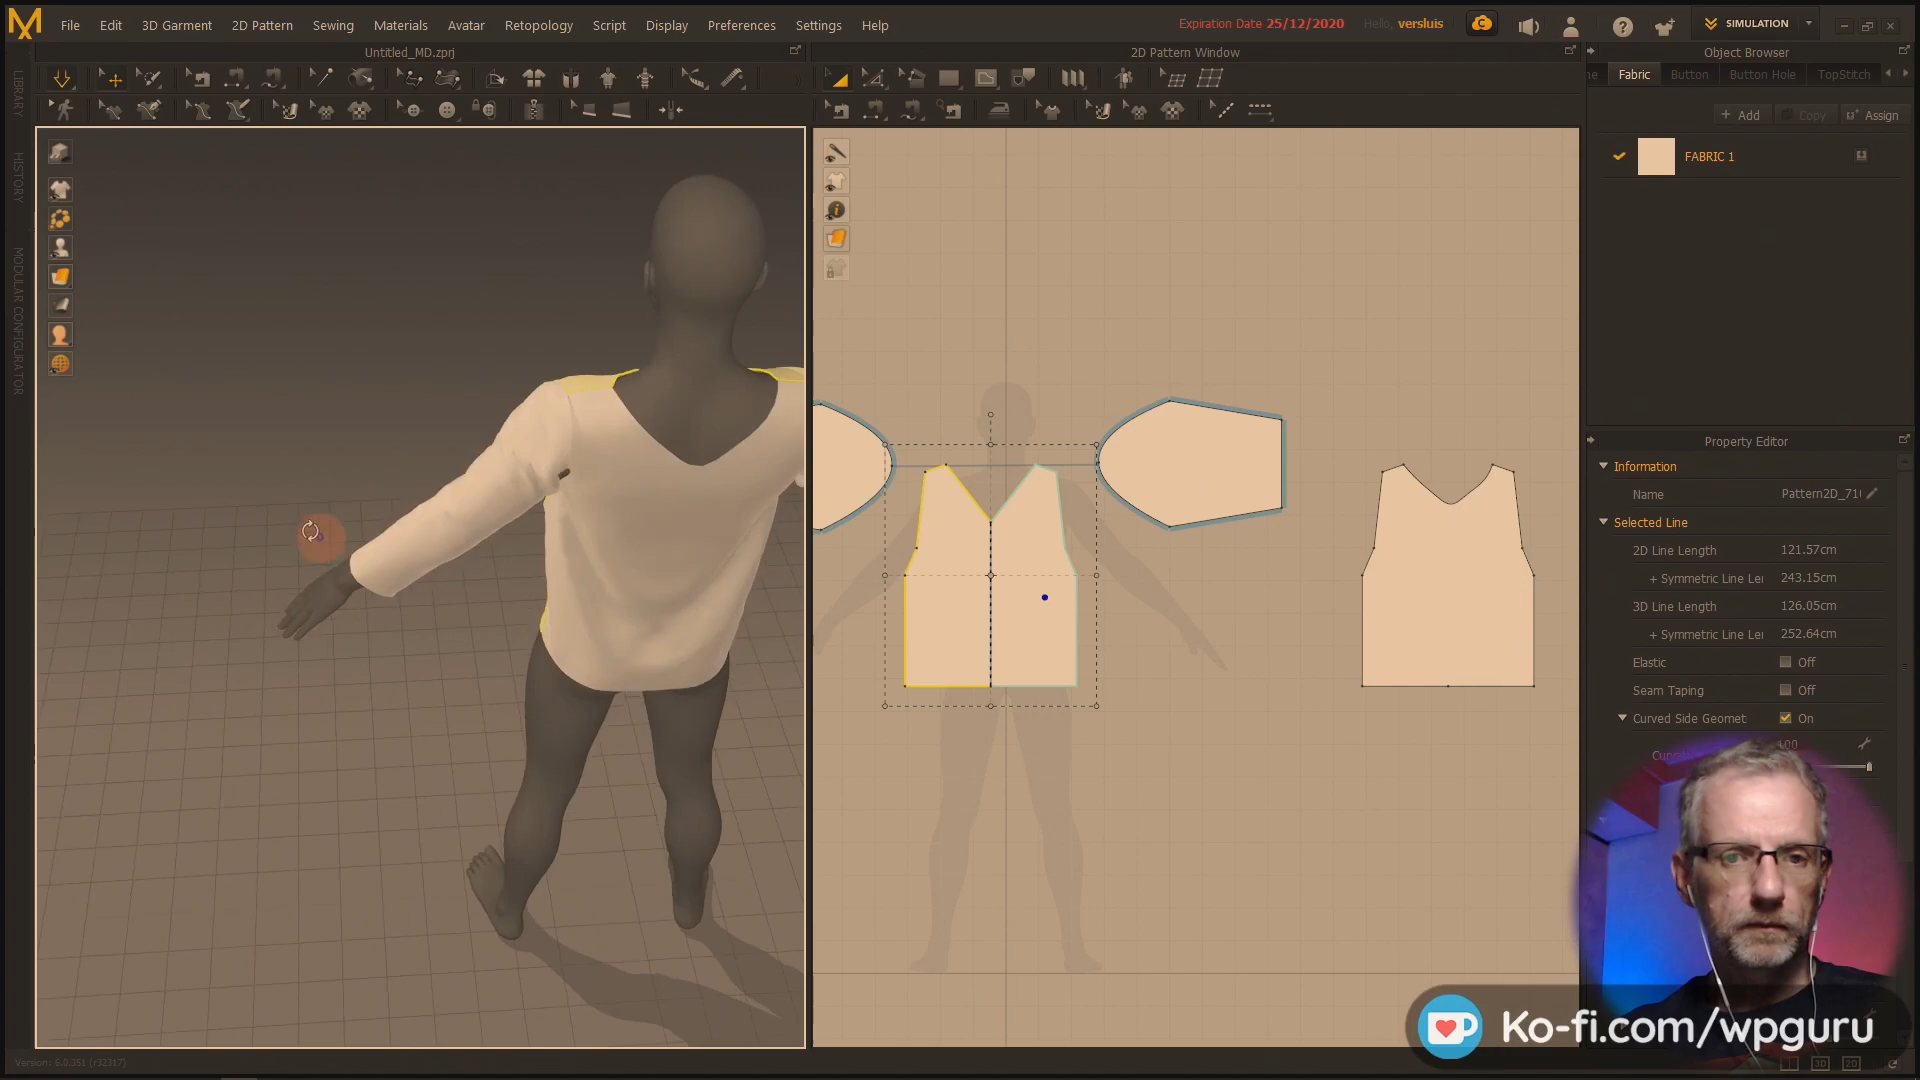 File Edit 3D Garment 2D Pattern Sewing Materials Avatar Retopology Script Display Preferences Settings Help
Expiration Date 25/12/2020 Hello, versluis
SIMULATION
Untitled_MD.zprj
2D Pattern Window
Object Browser
Fabric Button Button Hole TopStitch
+ Add Copy Assign
FABRIC 1
LIBRARY
HISTORY
MODULAR CONFIGURATOR
Property Editor
Information
Name Pattern2D_71
Selected Line
2D Line Length 121.57cm
+ Symmetric Line Le 243.15cm
3D Line Length 126.05cm
+ Symmetric Line Le 252.64cm
Elastic Off
Seam Taping Off
Curved Side Geomet On
Ko-fi.com/wpguru
Version: 6.0.351 (r32317)
3D 2D